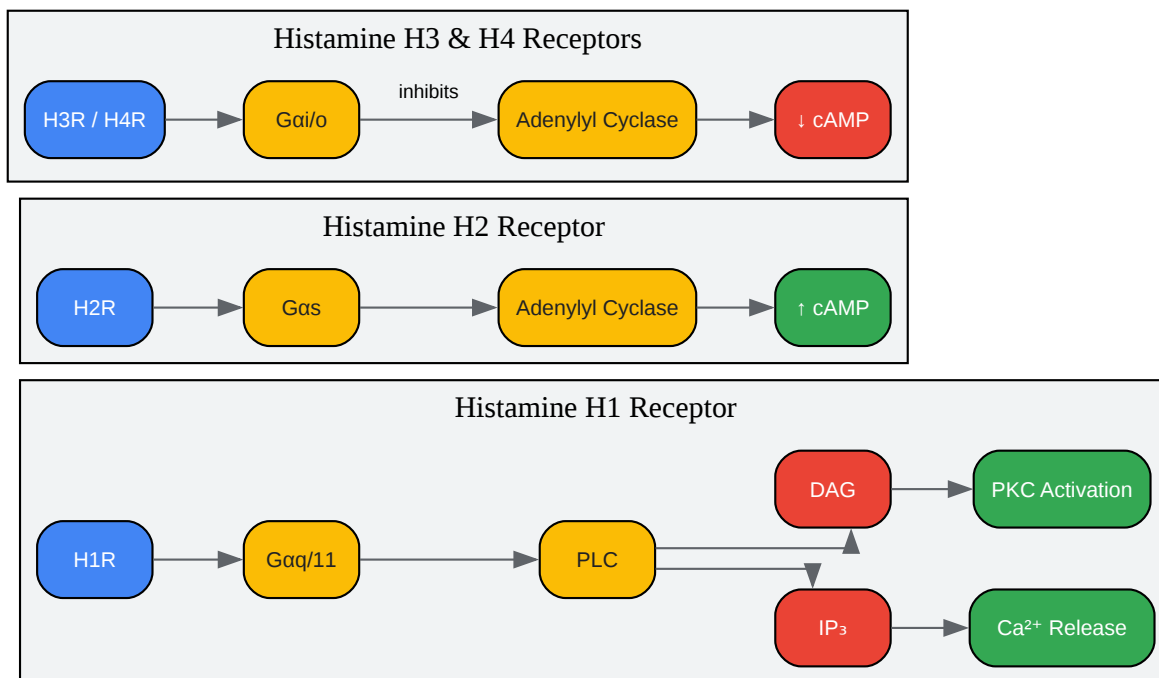 Histamine H3 & H4 Receptors
H3R / H4R
Gαi/o
inhibits
Adenylyl Cyclase
↓ cAMP
Histamine H2 Receptor
H2R
Gαs
Adenylyl Cyclase
↑ cAMP
Histamine H1 Receptor
H1R
Gαq/11
PLC
DAG
PKC Activation
IP₃
Ca²⁺ Release